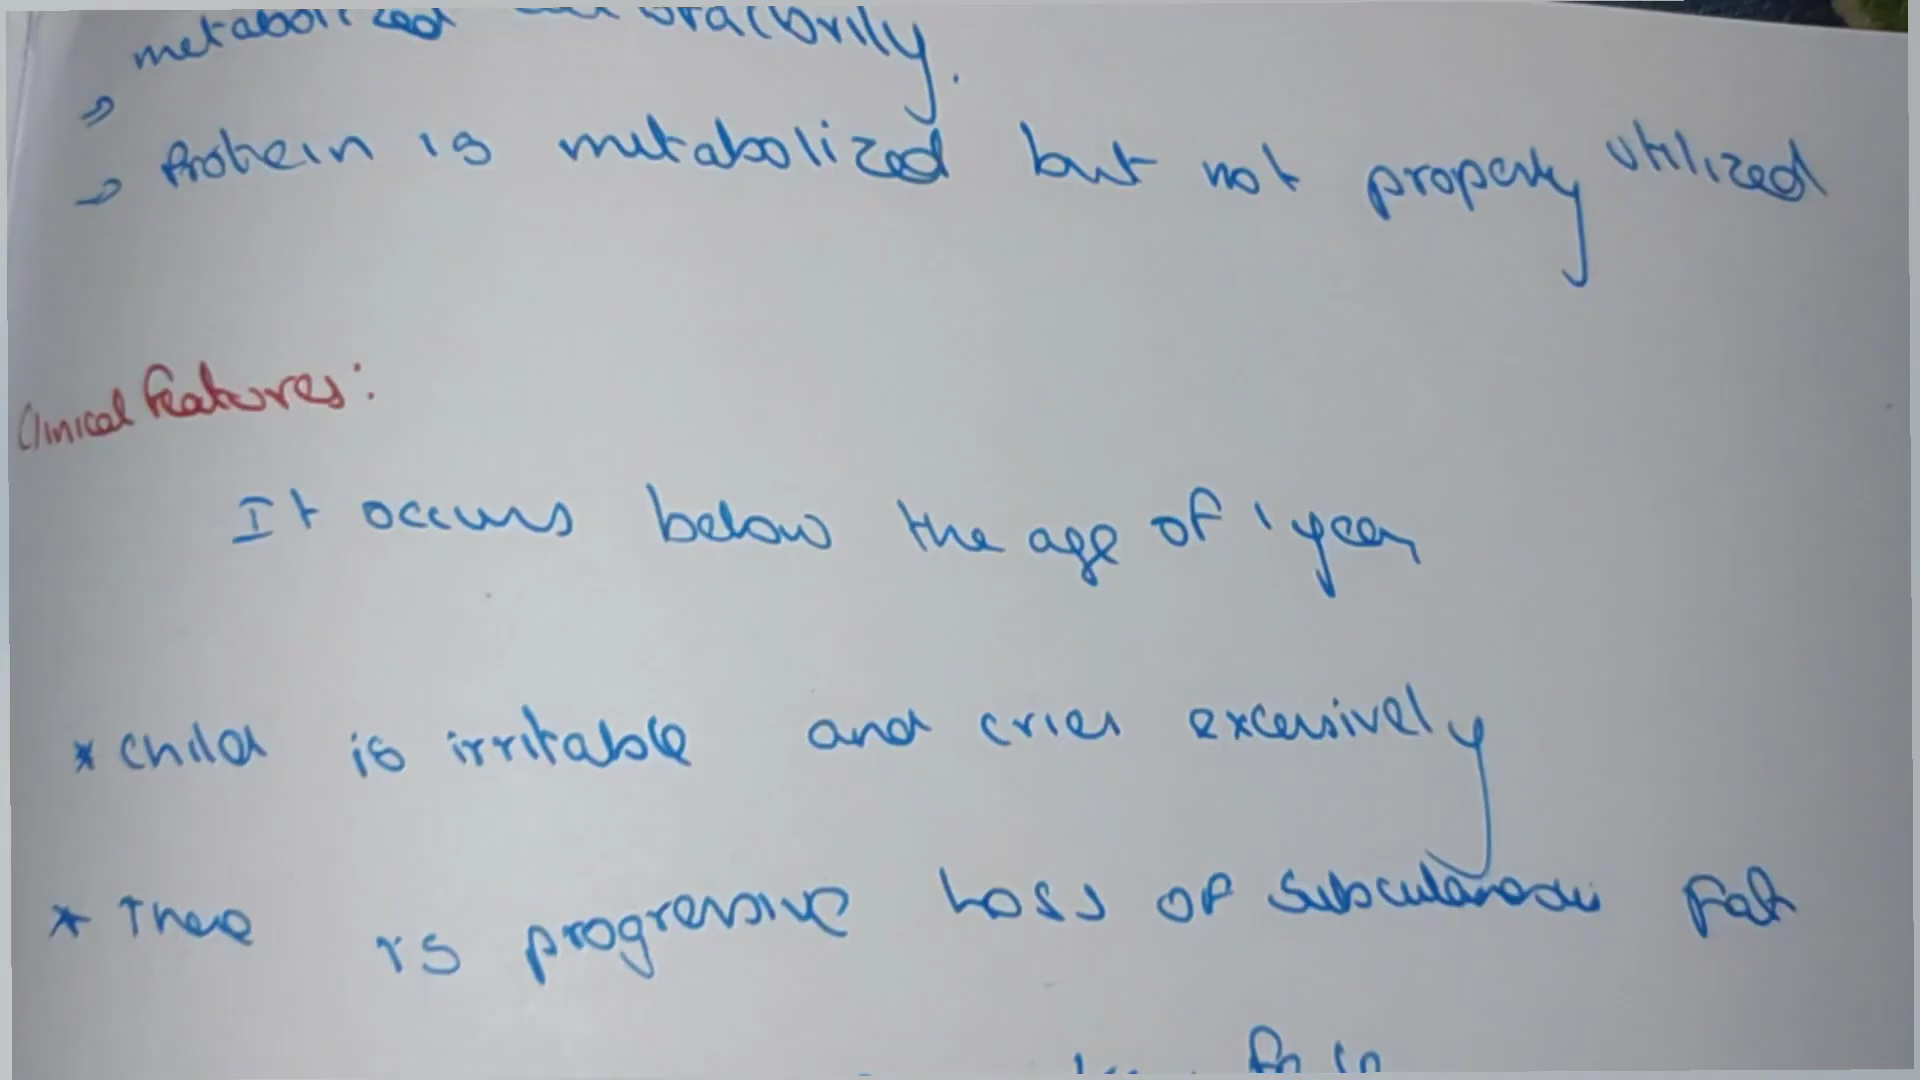 metabolized
⇒
→ Protein is metabolized but not properly utilized
Clinical features:
It occurs below the age of 1 year
* Child is irritable and cries excessively
* There is progressive Loss of Subcutaneous Fat